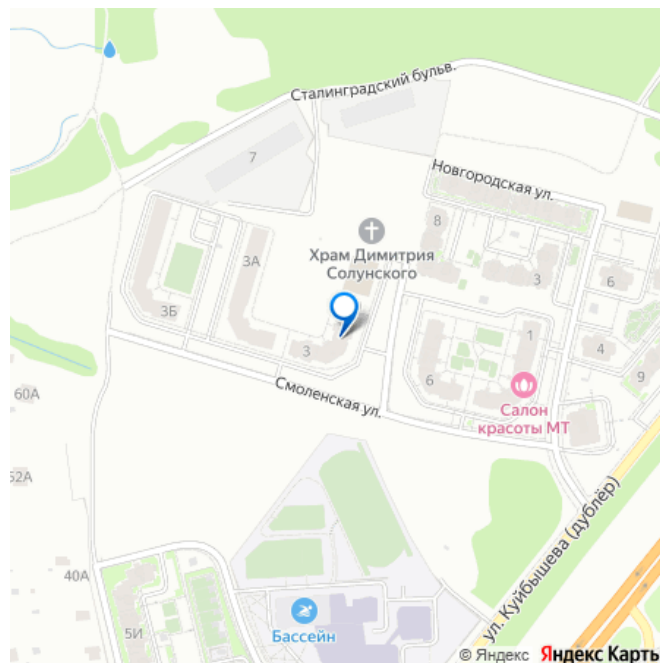 Сталинградский бульв.
7
Новгородская ул.
8
Храм Димитрия
Солунского
3А
3
6
3Б
1
3
4
6
9
Смоленская ул.
60А
Салон
красоты МТ
52А
ул. Куйбышева (дублёр)
40А
5И
Бассейн
© Яндекс Яндекс Карты